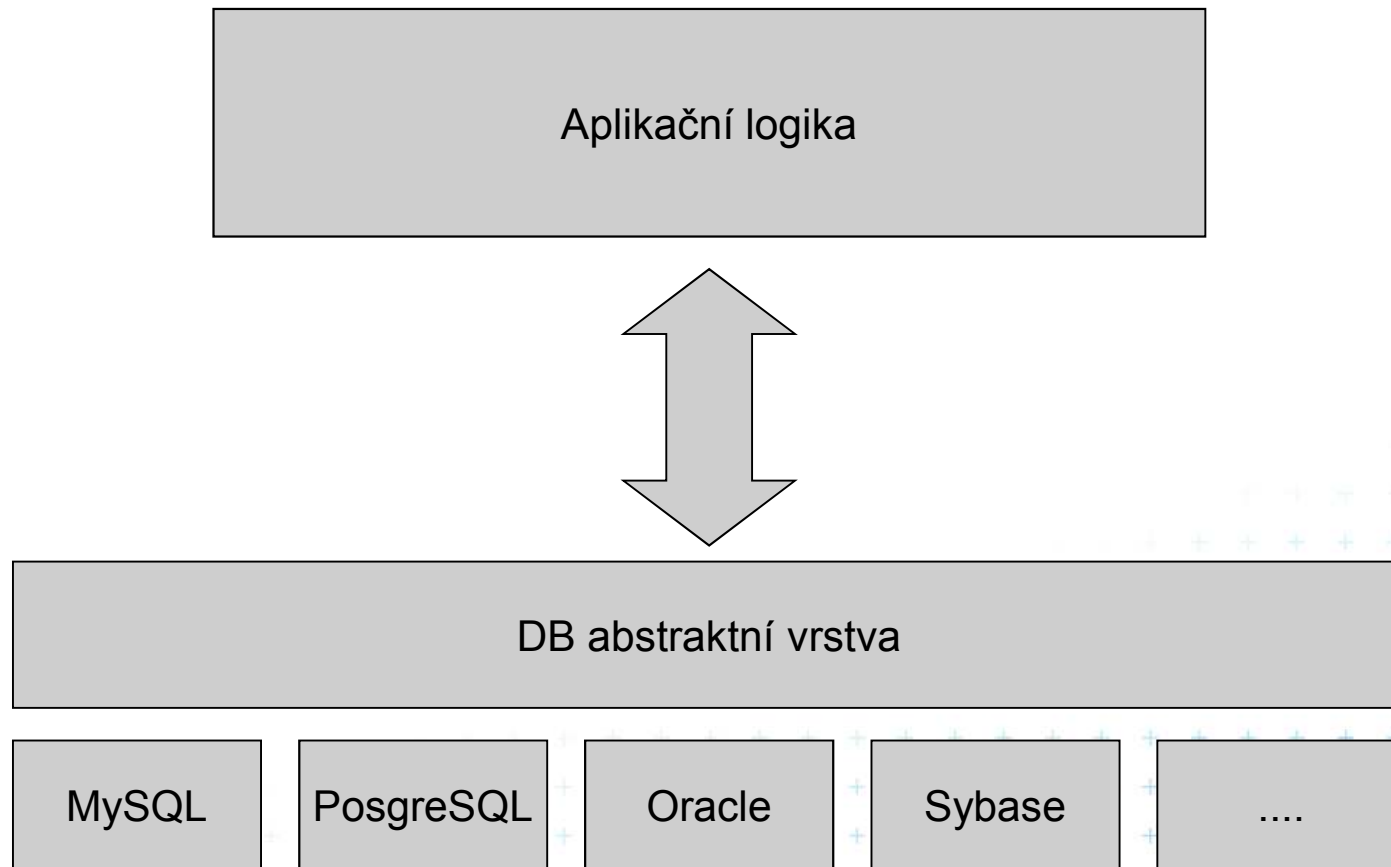 Aplikační logika
DB abstraktní vrstva
MySQL
PosgreSQL
Oracle
Sybase
....